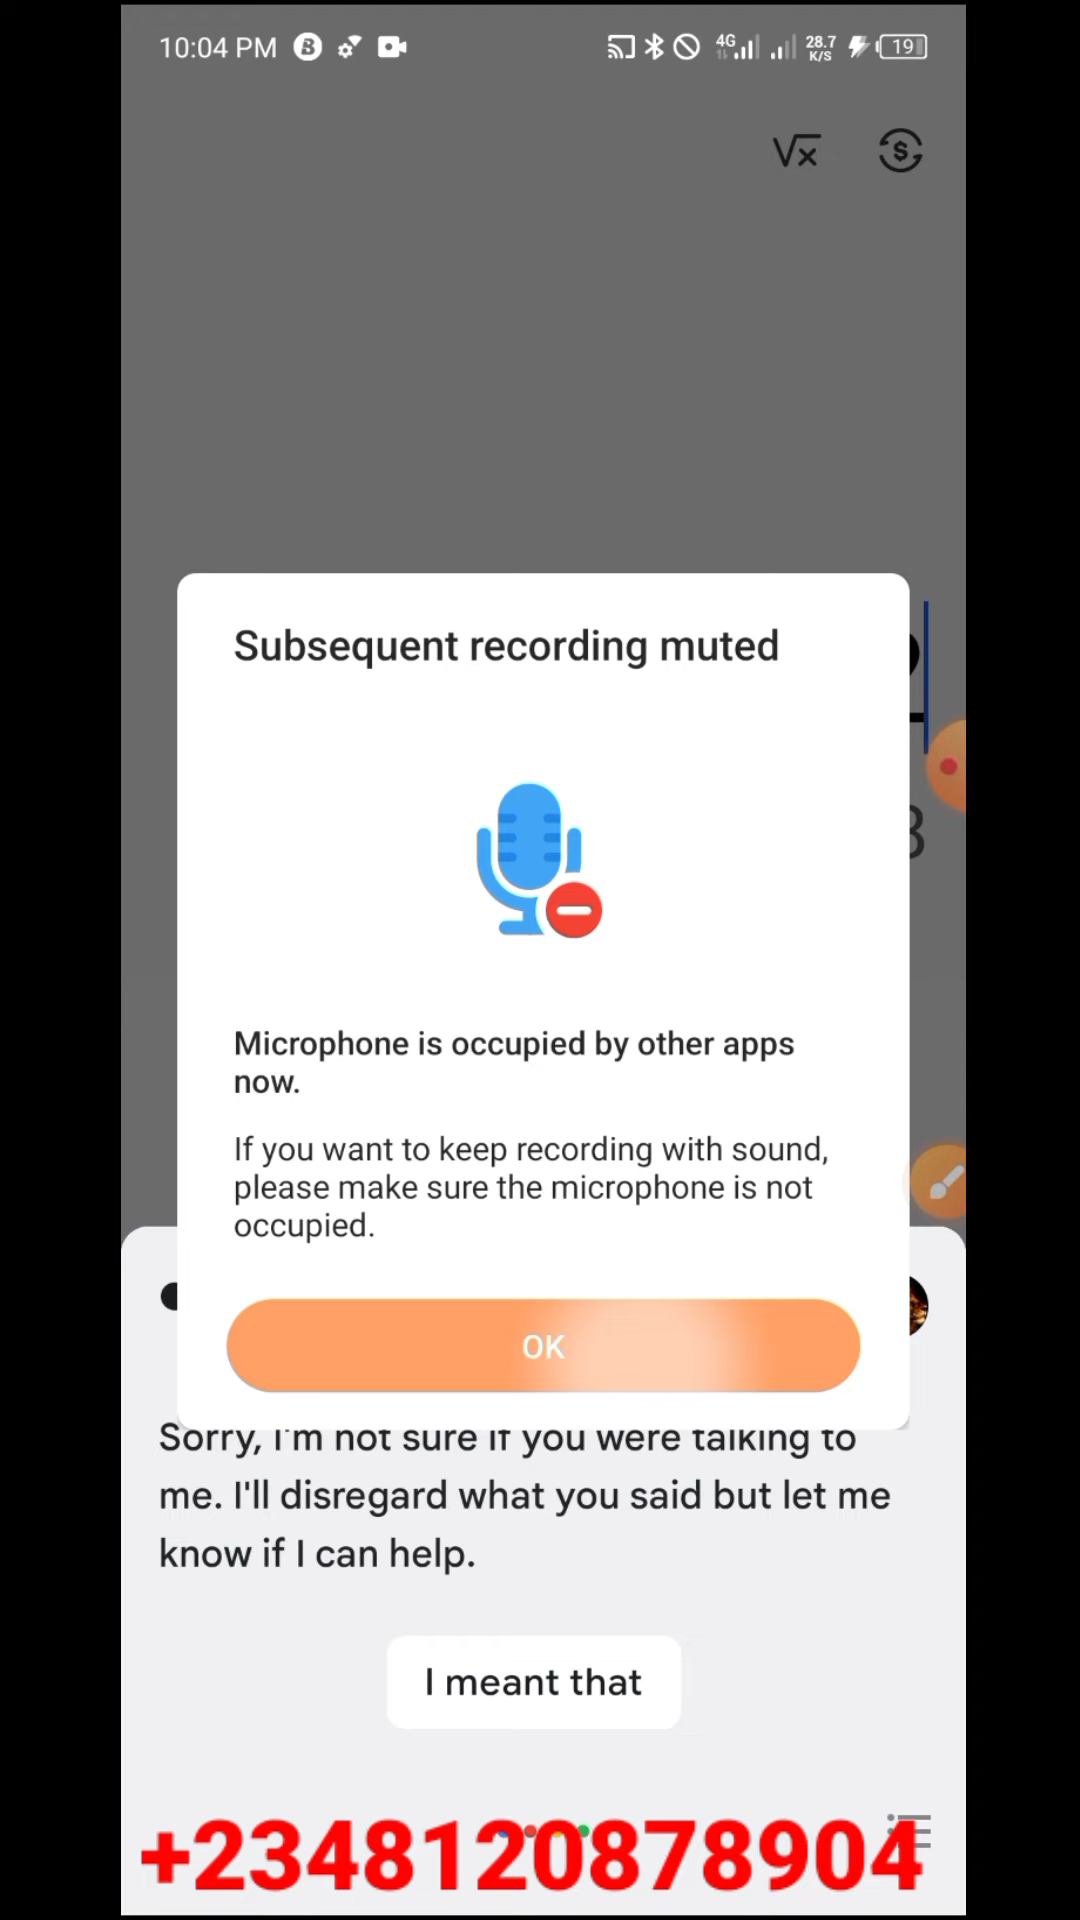 10:04 PM
4G
28.7
K/S
19
√x
$
Subsequent recording muted
3
Microphone is occupied by other apps
now.
If you want to keep recording with sound,
please make sure the microphone is not
occupied.
OK
Sorry, I'm not sure if you were talking to
me. I'll disregard what you said but let me
know if I can help.
I meant that
+2348120878904